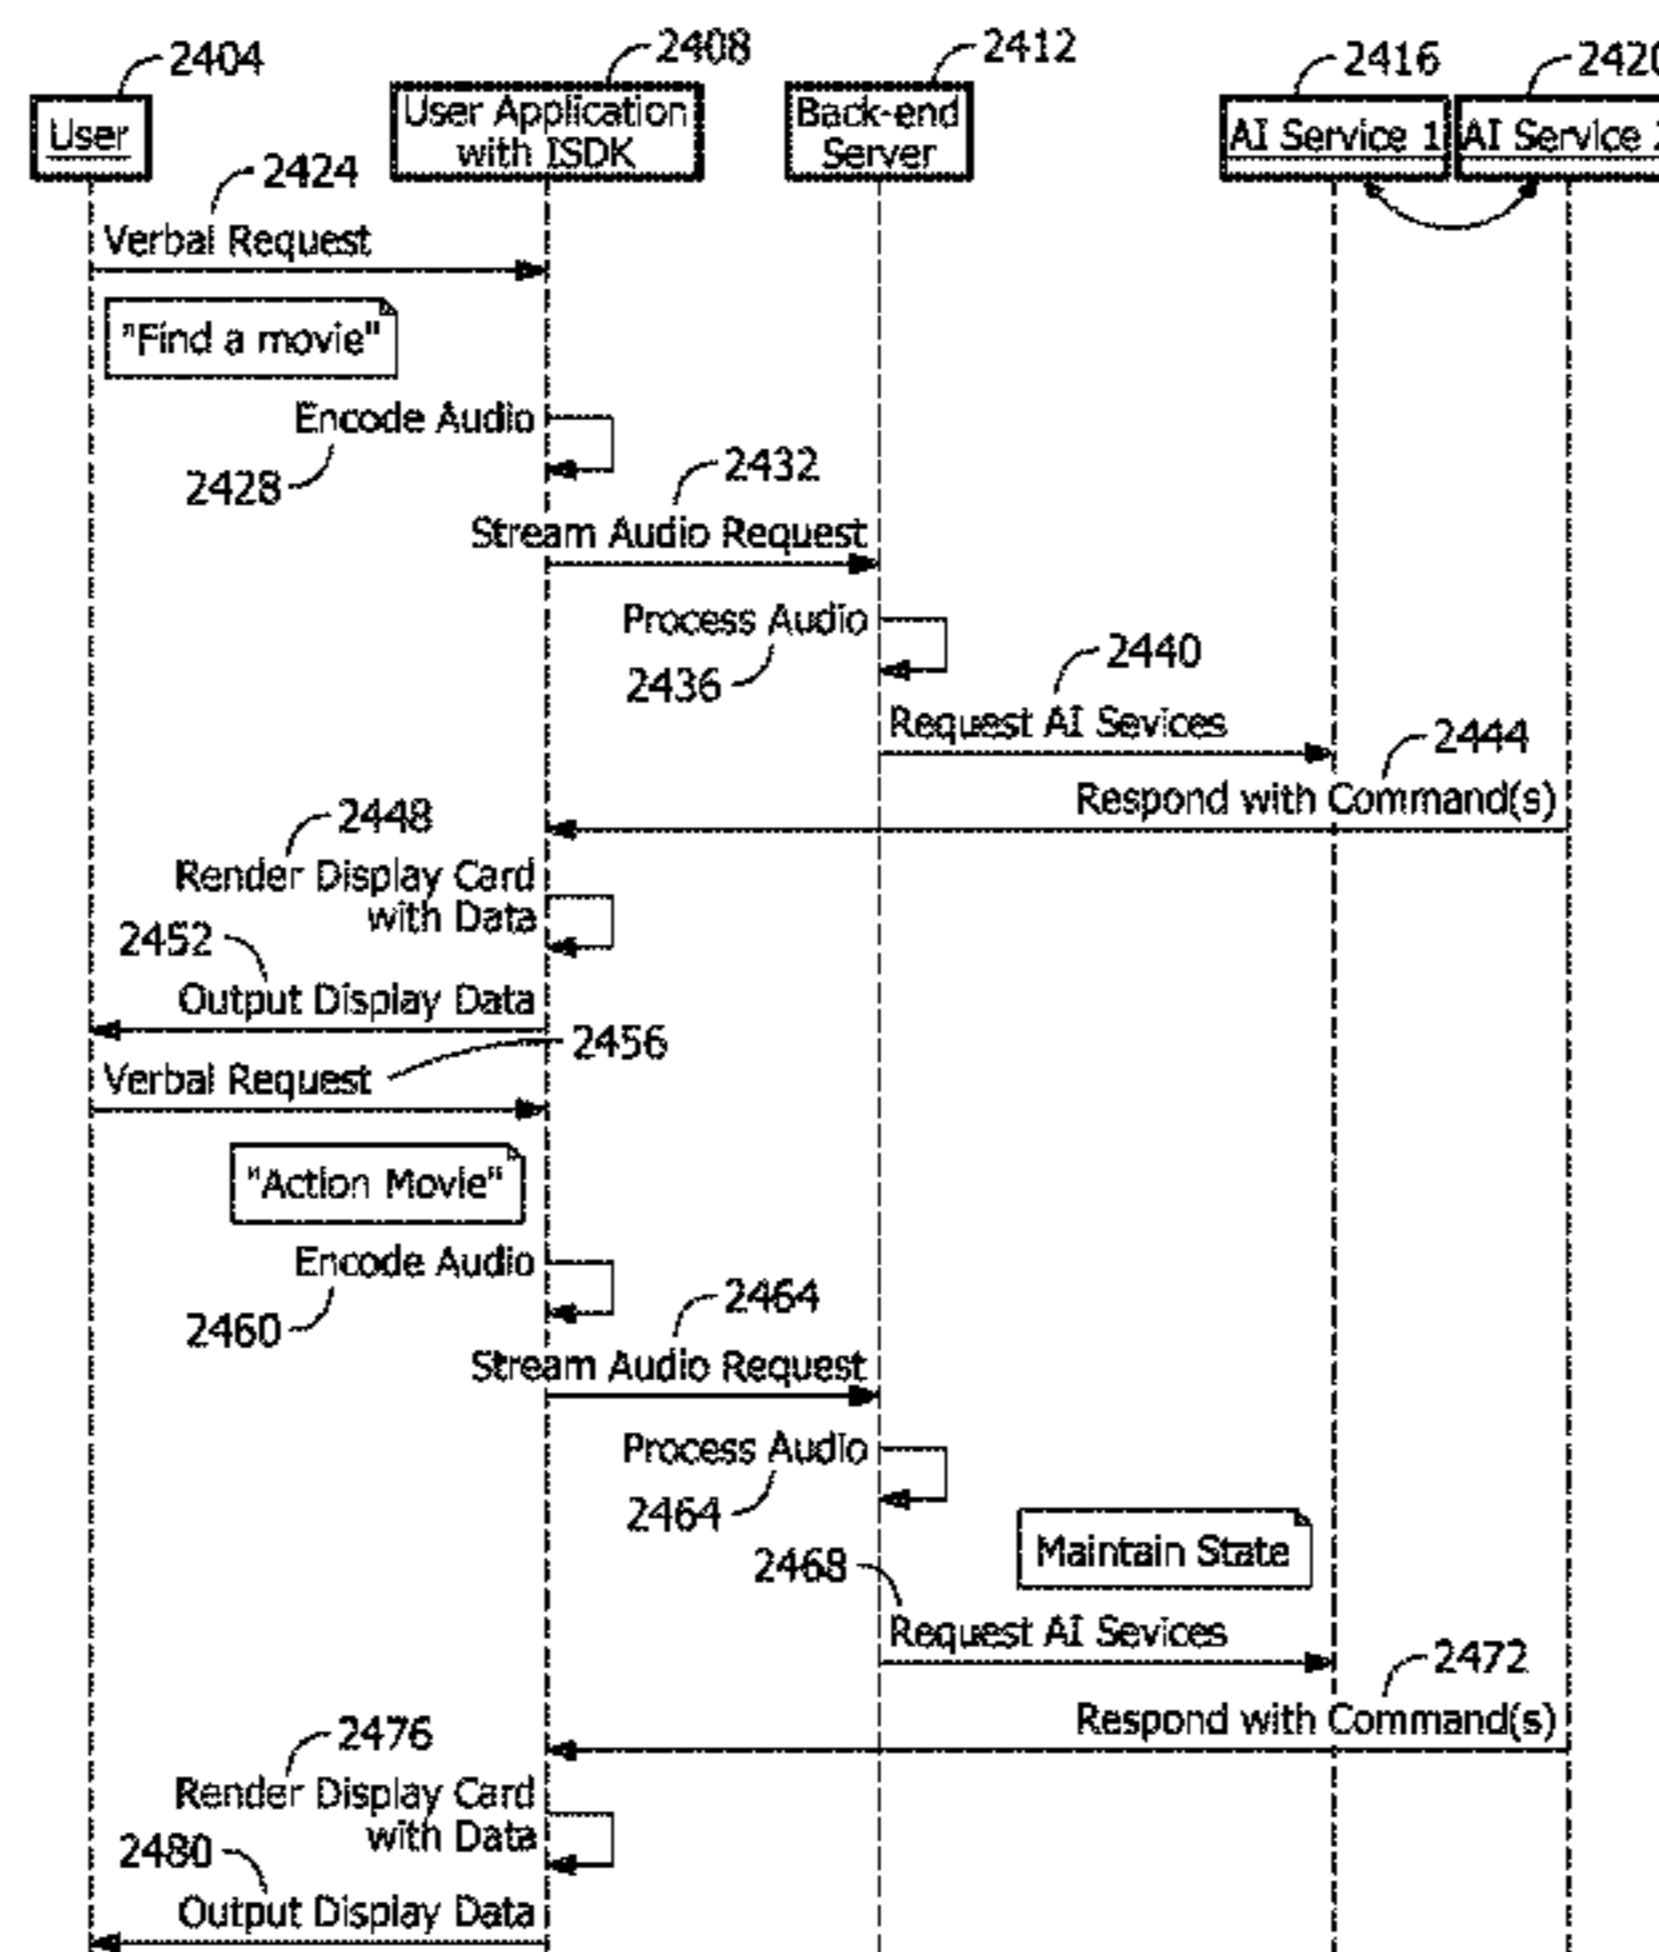 2404
2408
2412
2416
2420
User
User Application
with ISDK
Back-end
Server
AI Service 1
AI Service
2424
Verbal Request
"Find a movie"
Encode Audio
2428
2432
Stream Audio Request
Process Audio
2436
2440
Request AI Sevices
2444
Respond with Command(s)
2448
Render Display Card
with Data
2452
Output Display Data
2456
Verbal Request
"Action Movie"
Encode Audio
2460
2464
Stream Audio Request
Process Audio
2464
Maintain State
2468
Request AI Sevices
2472
Respond with Command(s)
2476
Render Display Card
with Data
2480
Output Display Data